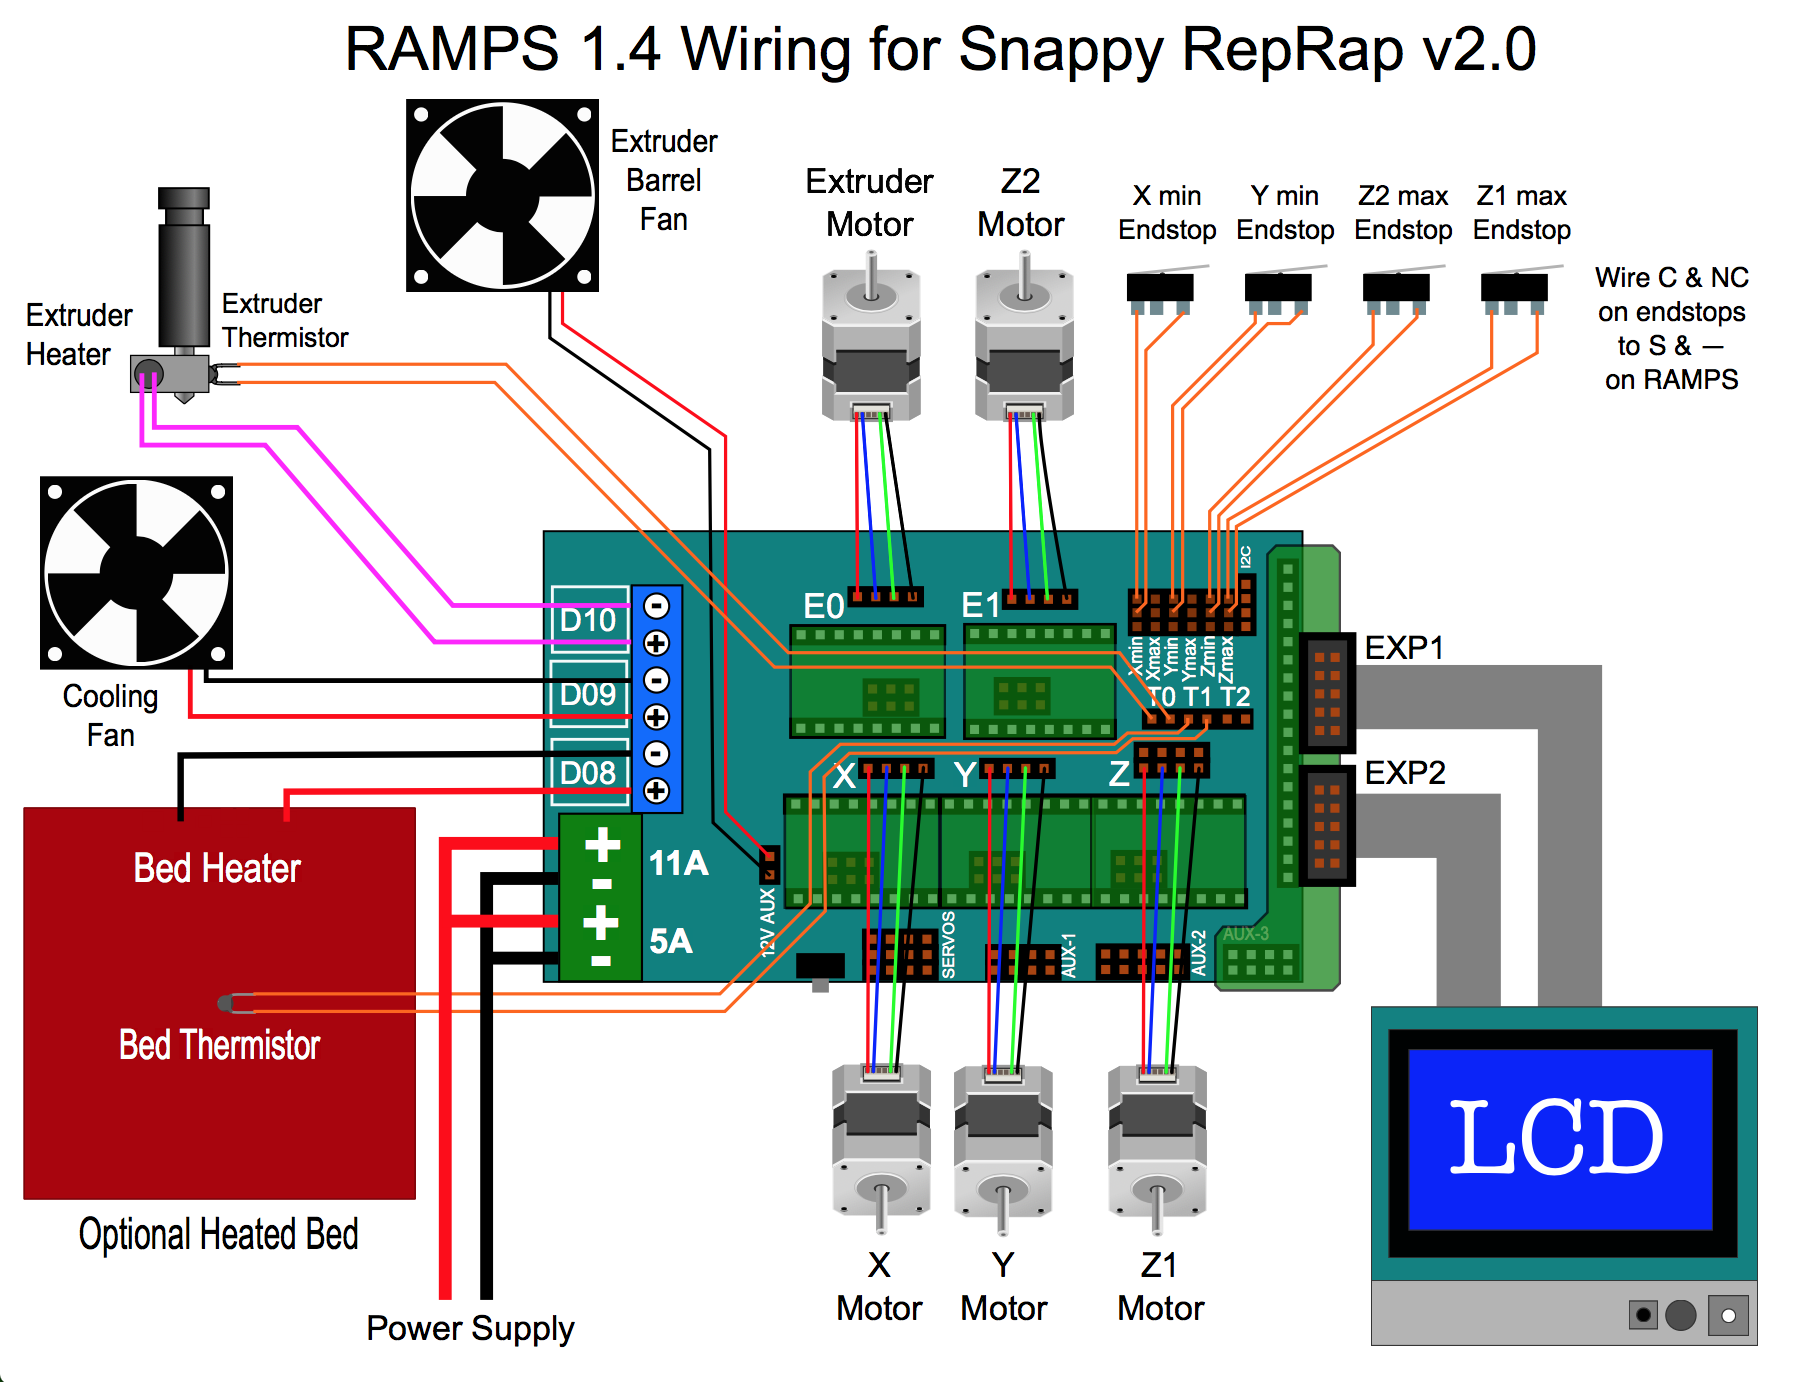 RAMPS 1.4 Wiring for Snappy RepRap v2.0
Extruder
Barrel
Fan
Extruder
Motor
Z2
Motor
X min
Endstop
Y min
Endstop
Z2 max
Endstop
Z1 max
Endstop
Wire C & NC
on endstops
to S & —
on RAMPS
Extruder
Heater
Extruder
Thermistor
Cooling
Fan
D10
D09
D08
-
+
-
+
-
+
E0
E1
I2C
Xmin
Xmax
Ymin
Ymax
Zmin
Zmax
T0 T1 T2
EXP1
EXP2
X
Y
Z
+
-
+
-
11A
5A
12V AUX
SERVOS
AUX-1
AUX-2
AUX-3
Bed Heater
Bed Thermistor
Optional Heated Bed
Power Supply
X
Motor
Y
Motor
Z1
Motor
LCD